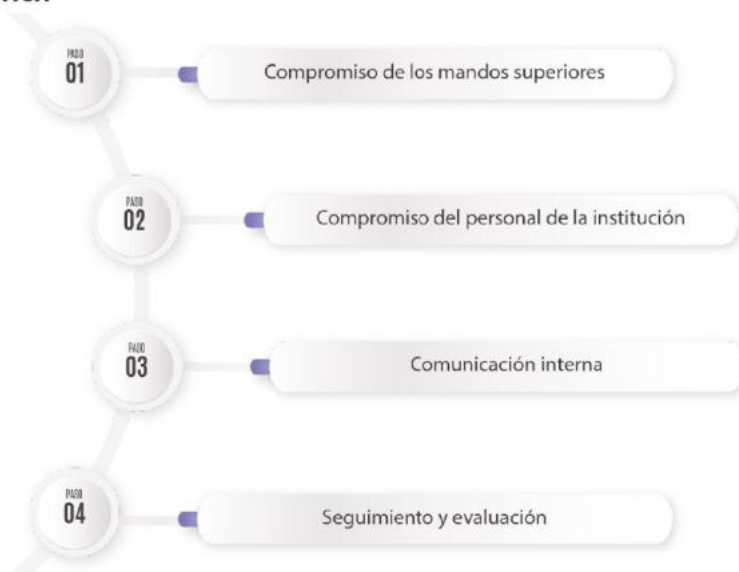 PASO
01
Compromiso de los mandos superiores
PASO
02
Compromiso del personal de la institución
PASO
03
Comunicación interna
PASO
04
Seguimiento y evaluación